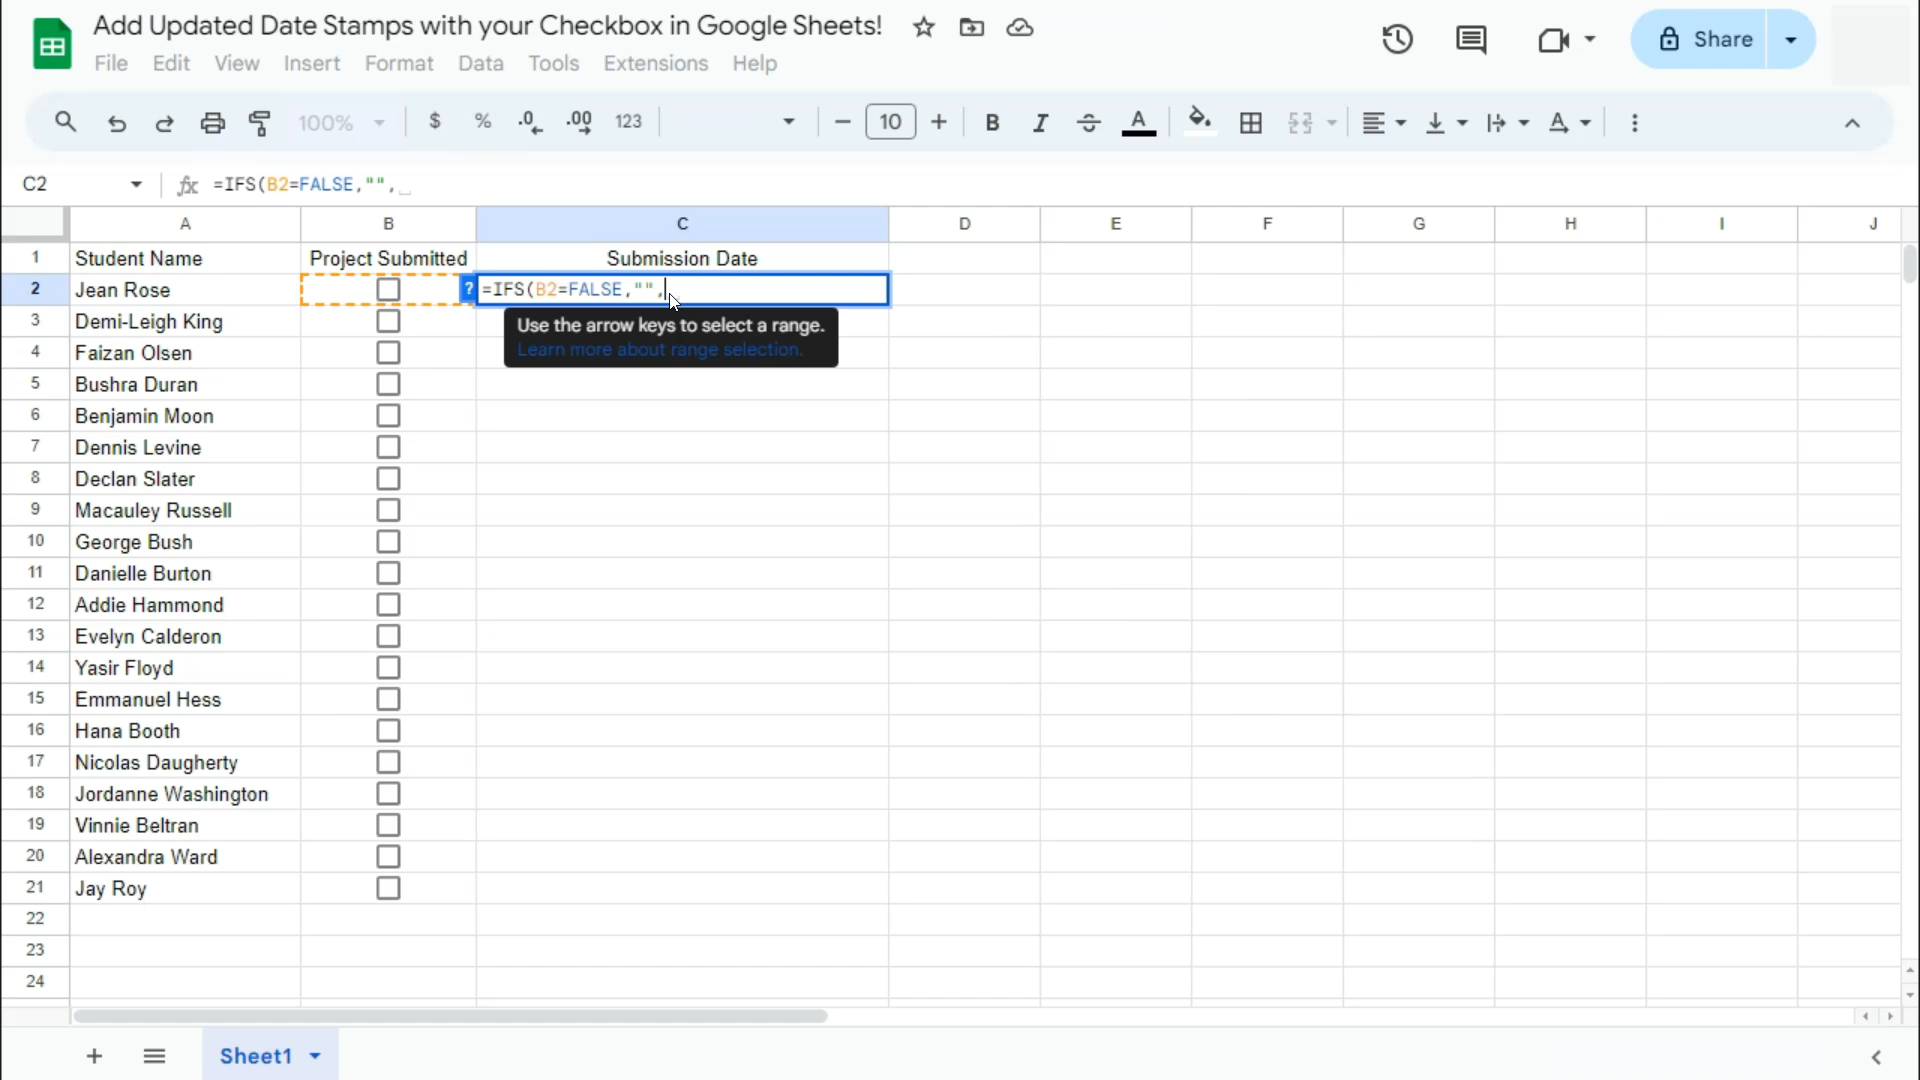 Add Updated Date Stamps with your Checkbox in Google Sheets!
File Edit View Insert Format Data Tools Extensions Help
Share
100% $ % .0 .00 123 10 B I A A
C2 fx =IFS(B2=FALSE,"",
A B C D E F G H I J
1 Student Name Project Submitted Submission Date
2 Jean Rose ? =IFS(B2=FALSE,"",
3 Demi-Leigh King
Use the arrow keys to select a range.
4 Faizan Olsen
Learn more about range selection.
5 Bushra Duran
6 Benjamin Moon
7 Dennis Levine
8 Declan Slater
9 Macauley Russell
10 George Bush
11 Danielle Burton
12 Addie Hammond
13 Evelyn Calderon
14 Yasir Floyd
15 Emmanuel Hess
16 Hana Booth
17 Nicolas Daugherty
18 Jordanne Washington
19 Vinnie Beltran
20 Alexandra Ward
21 Jay Roy
22
23
24
Sheet1